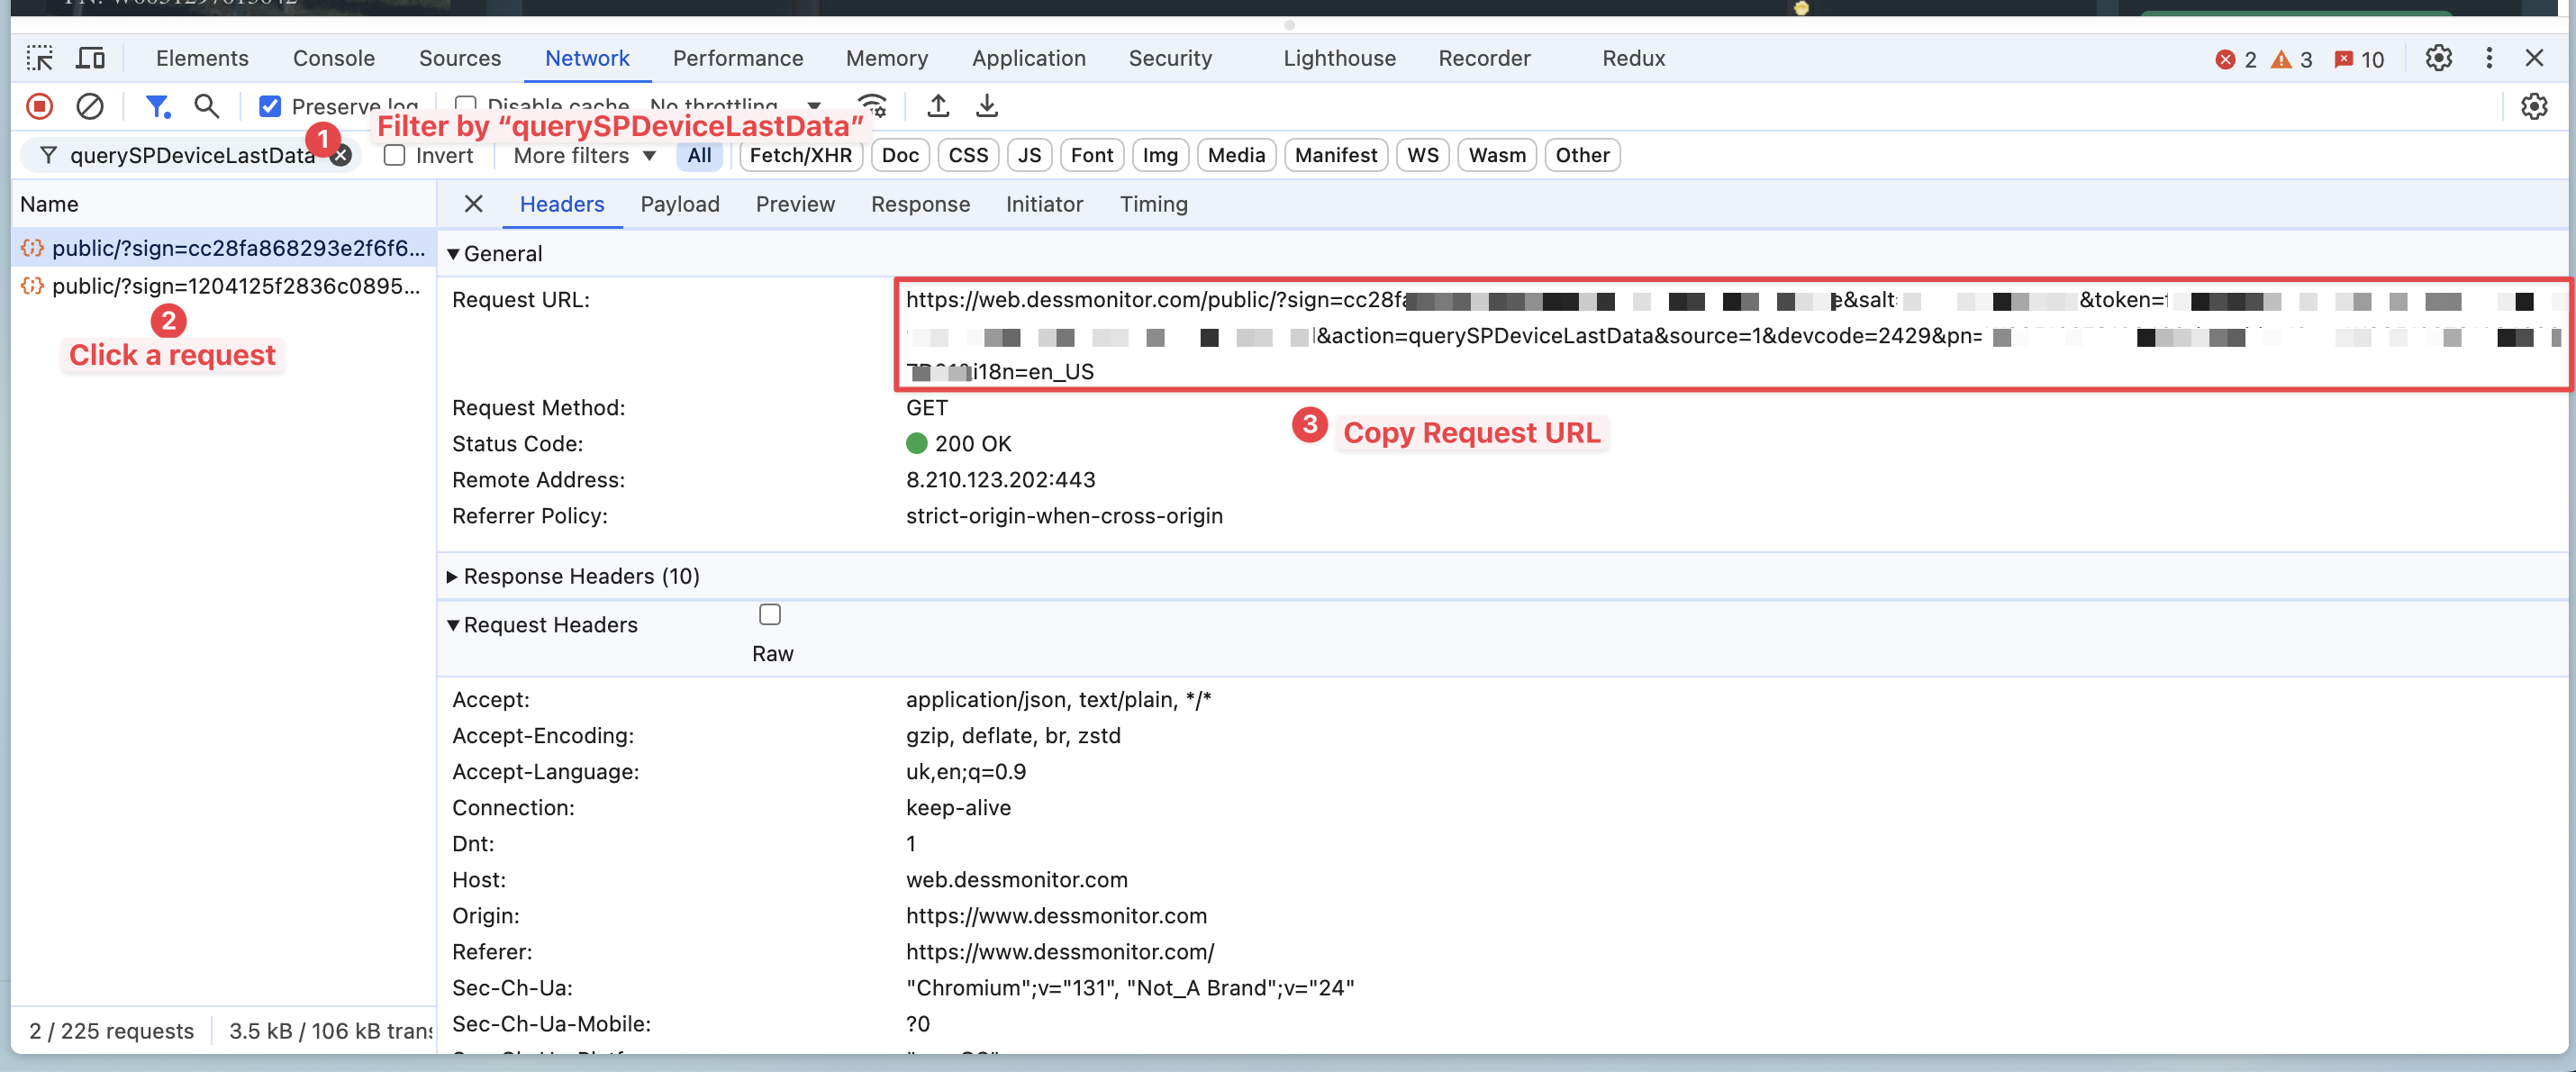 Elements Console Sources Network Performance Memory Application Security Lighthouse Recorder Redux 2 3 10
Preserve log Disable cache No throttling
1 Filter by “querySPDeviceLastData”
querySPDeviceLastData Invert More filters All Fetch/XHR Doc CSS JS Font Img Media Manifest WS Wasm Other
Name
Headers Payload Preview Response Initiator Timing
public/?sign=cc28fa868293e2f6f6...
public/?sign=1204125f2836c0895...
2
Click a request
General
Request URL: https://web.dessmonitor.com/public/?sign=cc28f e&salt &token=
&action=querySPDeviceLastData&source=1&devcode=2429&pn=
i18n=en_US
Request Method: GET
3 Copy Request URL
Status Code: 200 OK
Remote Address: 8.210.123.202:443
Referrer Policy: strict-origin-when-cross-origin
Response Headers (10)
Request Headers
Raw
Accept: application/json, text/plain, */*
Accept-Encoding: gzip, deflate, br, zstd
Accept-Language: uk,en;q=0.9
Connection: keep-alive
Dnt: 1
Host: web.dessmonitor.com
Origin: https://www.dessmonitor.com
Referer: https://www.dessmonitor.com/
Sec-Ch-Ua: "Chromium";v="131", "Not_A Brand";v="24"
Sec-Ch-Ua-Mobile: ?0
2 / 225 requests 3.5 kB / 106 kB trans